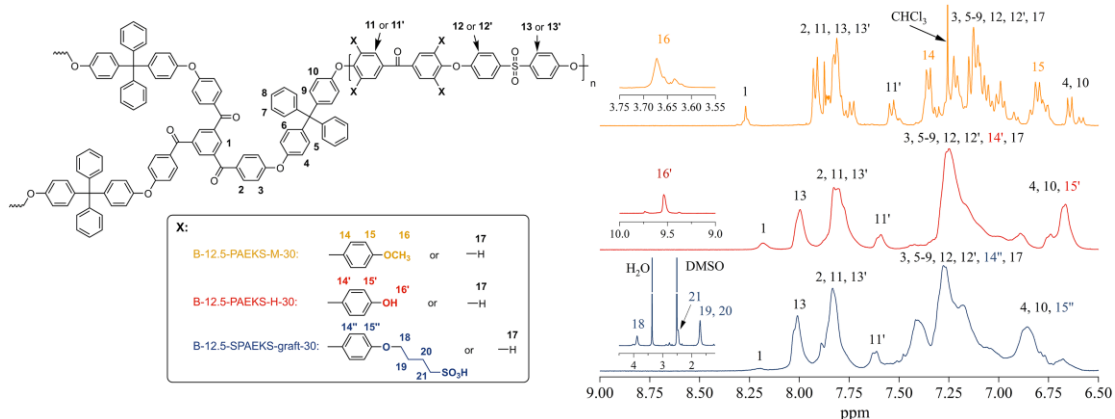 11 or 11'
12 or 12'
13 or 13'
X
X
O
O
O
O
S
O
O
n
X
X
10
O
9
8
7
6
5
4
O
O
O
O
1
O
O
O
2
3
X:
14 15 16 17
B-12.5-PAEKS-M-30: OCH3 or —H
14' 15' 16' 17
B-12.5-PAEKS-H-30: OH or —H
14" 15" 18 20 17
B-12.5-SPAEKS-graft-30: O SO3H or —H
19 21
16
3.75 3.70 3.65 3.60 3.55
1
2, 11, 13, 13'
11'
14
CHCl3
3, 5-9, 12, 12', 17
15
4, 10
16'
10.0 9.5 9.0
1
13
2, 11, 13'
11'
3, 5-9, 12, 12', 14', 17
4, 10, 15'
H2O
DMSO
18
21
19, 20
4 3 2
1
13
2, 11, 13'
11'
3, 5-9, 12, 12', 14", 17
4, 10, 15"
9.00 8.75 8.50 8.25 8.00 7.75 7.50 7.25 7.00 6.75 6.50
ppm